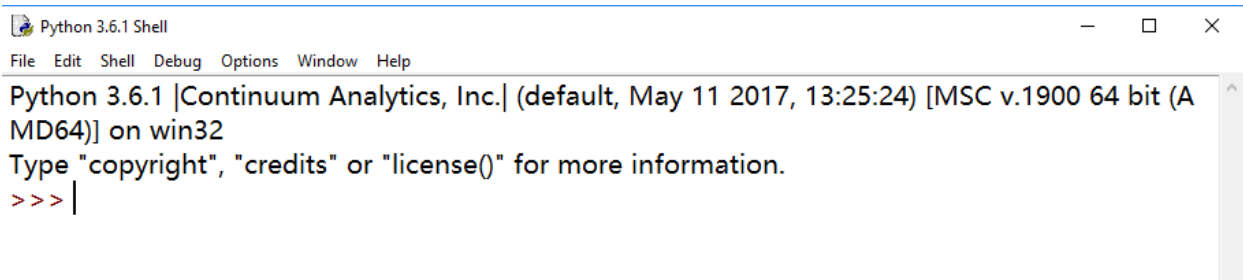 Python 3.6.1 Shell
File Edit Shell Debug Options Window Help
Python 3.6.1 |Continuum Analytics, Inc.| (default, May 11 2017, 13:25:24) [MSC v.1900 64 bit (A
MD64)] on win32
Type "copyright", "credits" or "license()" for more information.
>>>